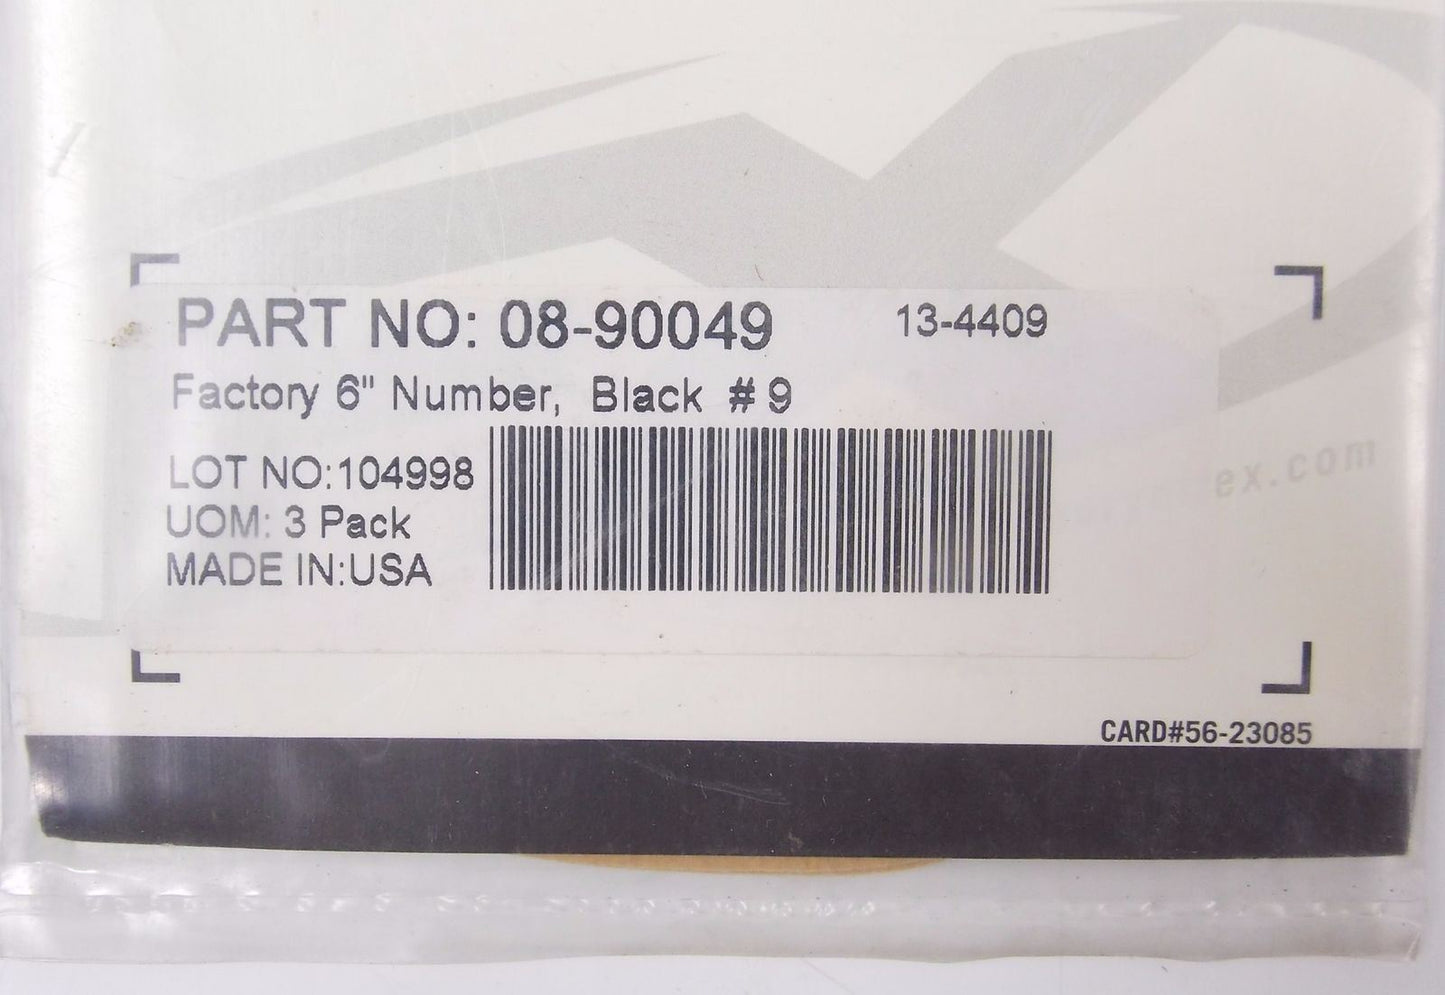 PART NO: 08-90049 13-4409
Factory 6" Number, Black # 9
LOT NO:104998
UOM: 3 Pack
MADE IN:USA
ex.com
CARD#56-23085